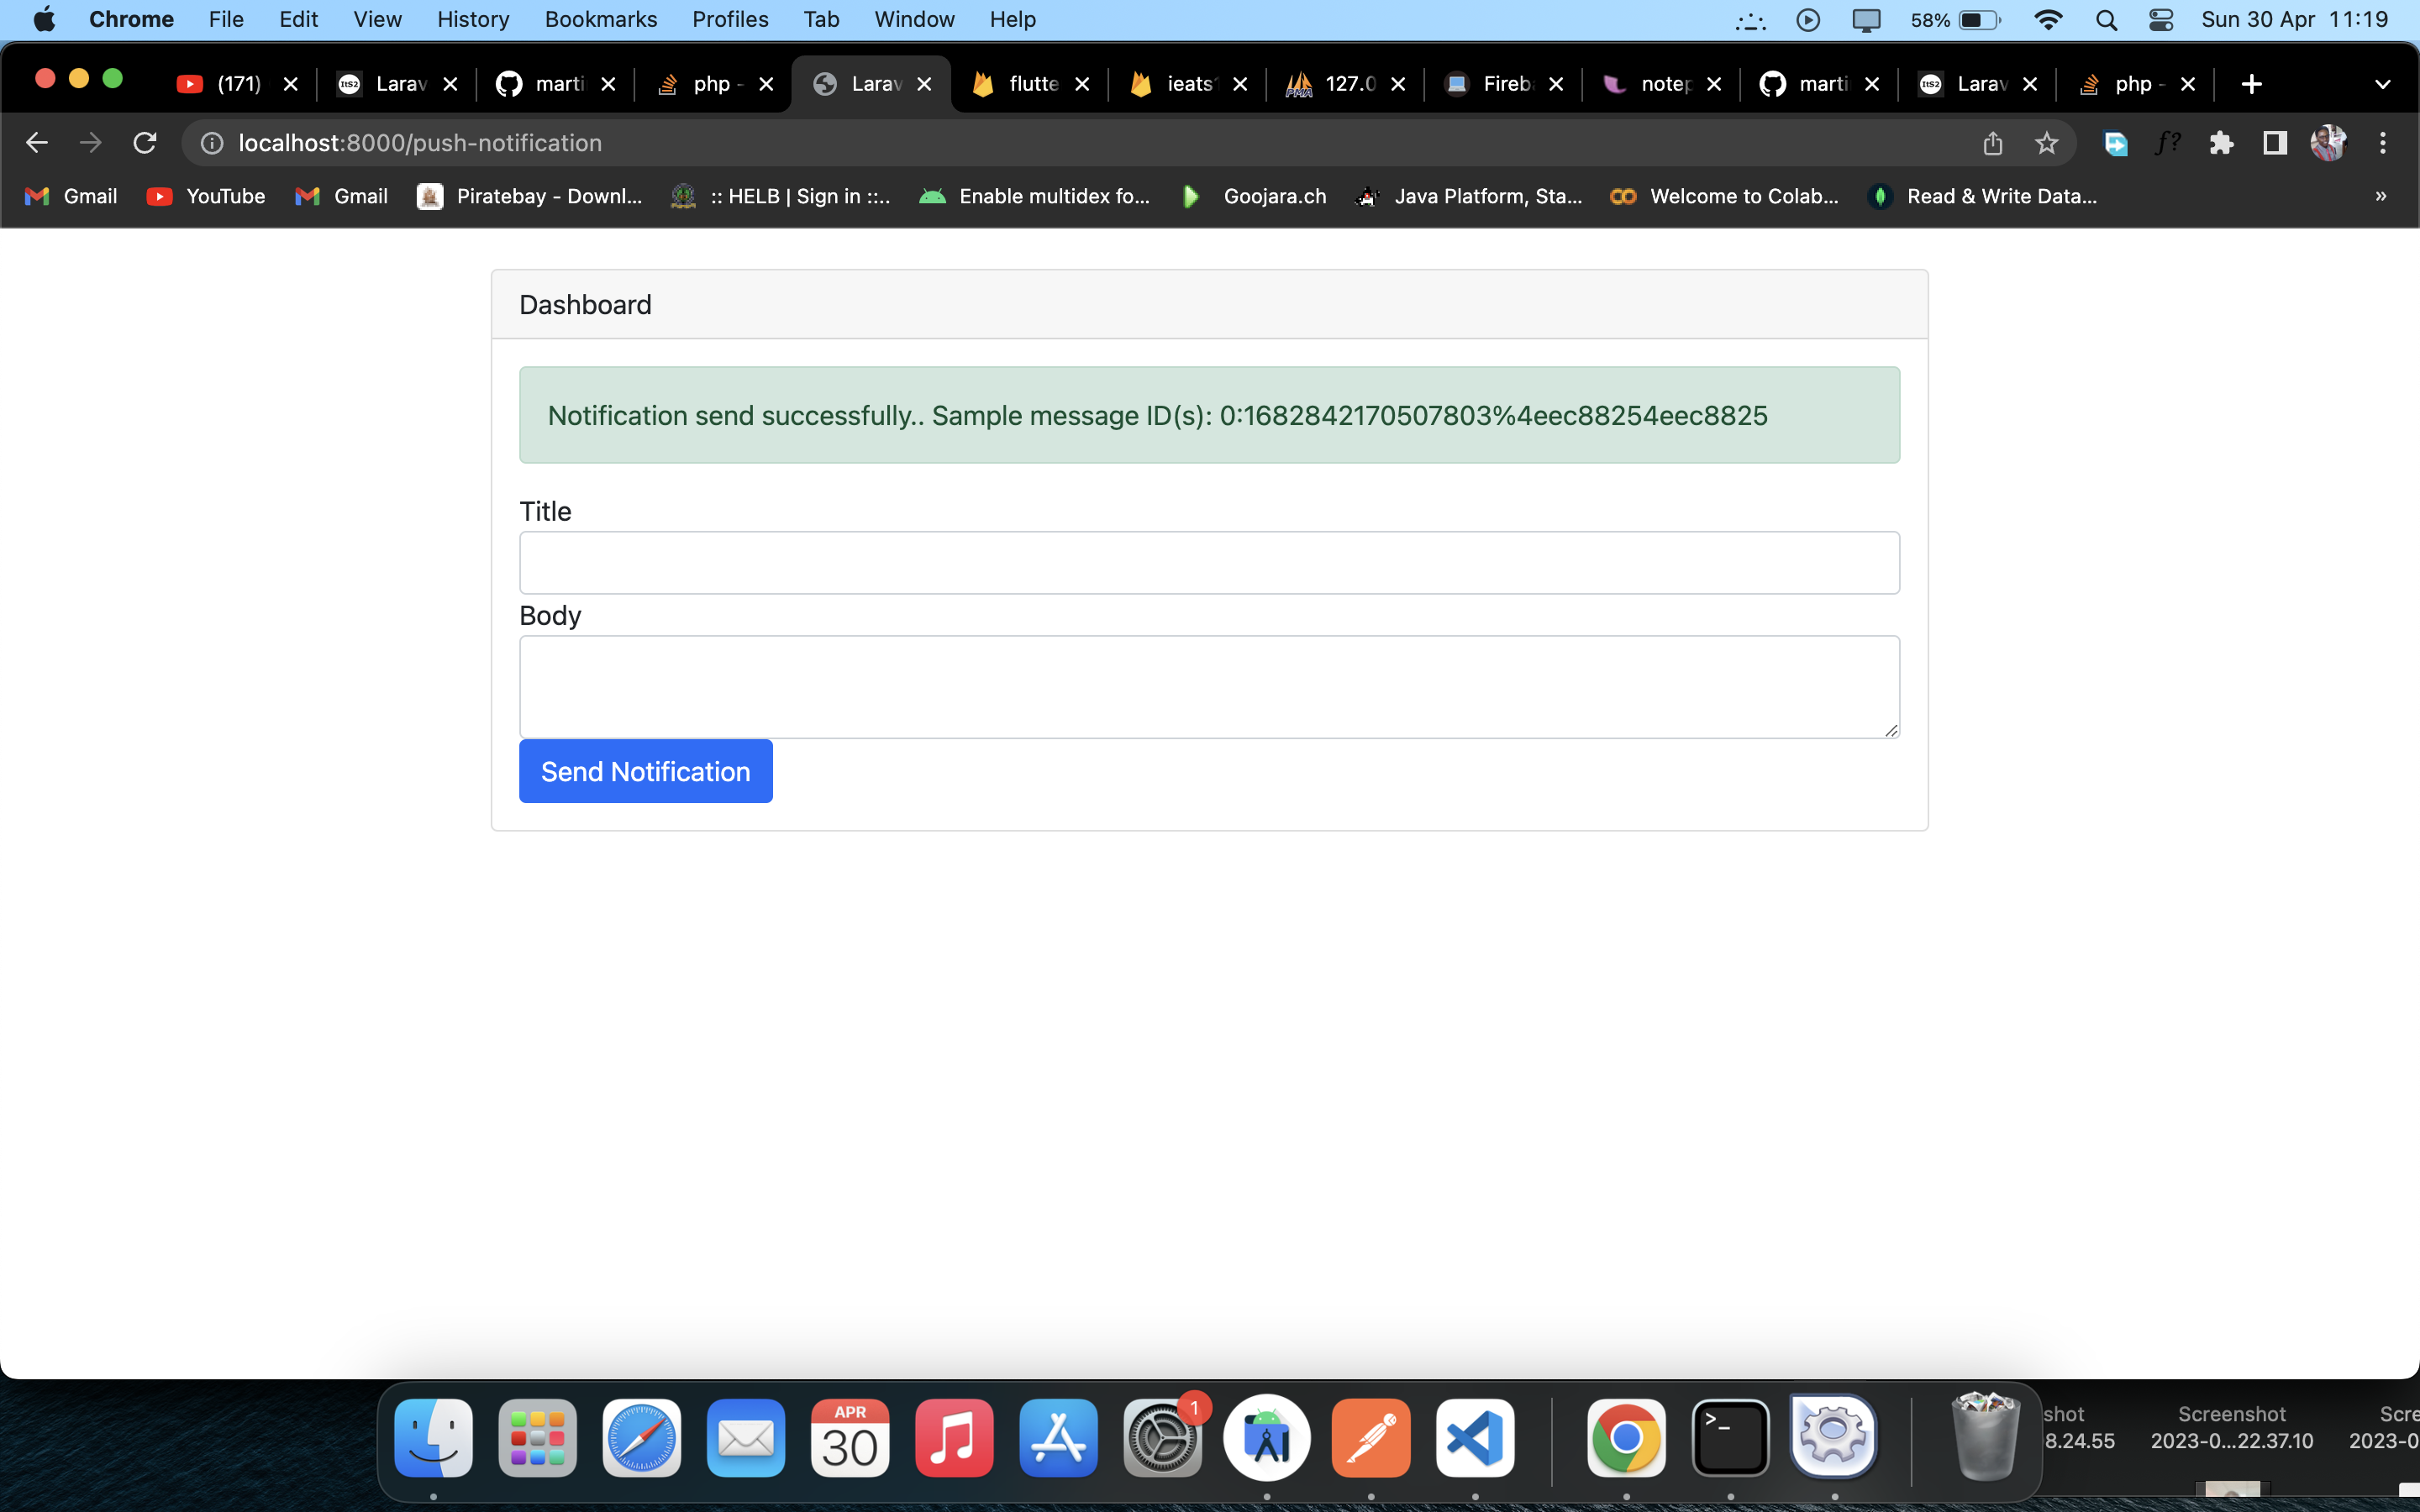 Chrome File Edit View History Bookmarks Profiles Tab Window Help 58% Sun 30 Apr 11:19
(171) Larav marti php - Larav flutte ieats1 127.0 Fireba notep marti Larav php -
localhost:8000/push-notification f?
Gmail YouTube Gmail Piratebay - Downl... :: HELB | Sign in ::.. Enable multidex fo... Goojara.ch Java Platform, Sta... Welcome to Colab... Read & Write Data... »
Dashboard
Notification send successfully.. Sample message ID(s): 0:1682842170507803%4eec88254eec8825
Title
Body
Send Notification
APR
30
1
>_
shot Screenshot Scre
8.24.55 2023-0...22.37.10 2023-0